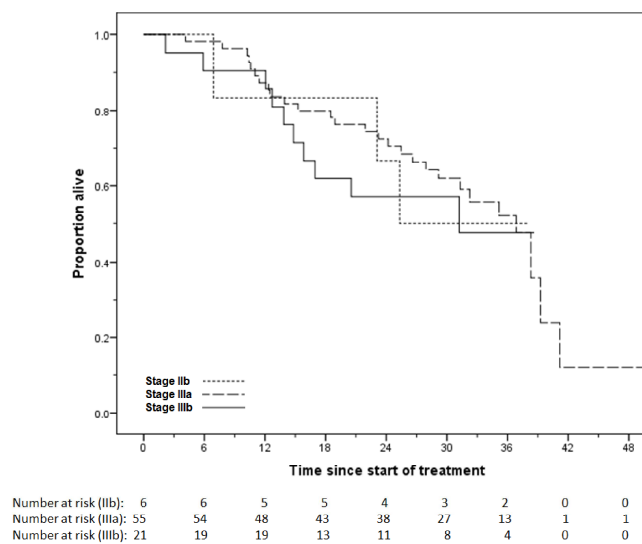 Proportion alive
1.0
0.8
0.6
0.4
0.2
0.0
Stage IIb
Stage IIIa
Stage IIIb
0 6 12 18 24 30 36 42 48
Time since start of treatment
Number at risk (IIb): 6 6 5 5 4 3 2 0 0
Number at risk (IIIa): 55 54 48 43 38 27 13 1 1
Number at risk (IIIb): 21 19 19 13 11 8 4 0 0